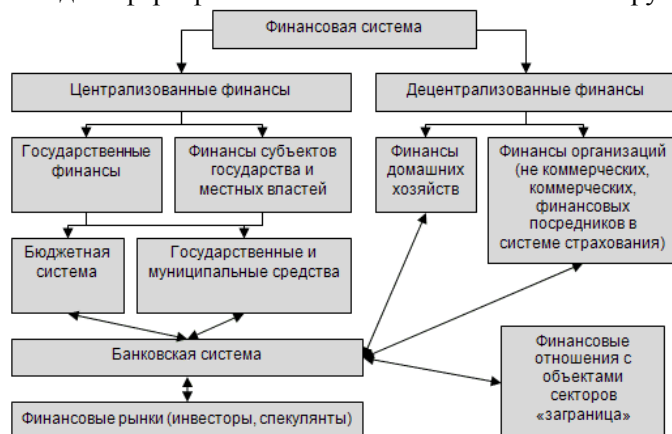 Финансовая система
Централизованные финансы
Децентрализованные финансы
Государственные
финансы
Финансы субъектов
государства и
местных властей
Финансы
домашних
хозяйств
Финансы организаций
(не коммерческих,
коммерческих,
финансовых
посредников в
системе страхования)
Бюджетная
система
Государственные и
муниципальные средства
Банковская система
Финансовые
отношения с
объектами
секторов
«заграница»
Финансовые рынки (инвесторы, спекулянты)